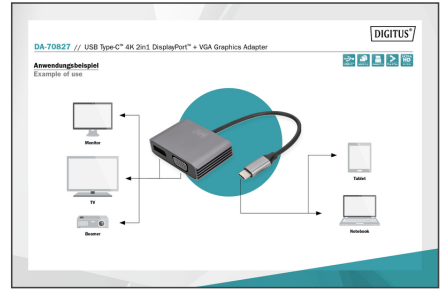 DIGITUS®
DA-70827 // USB Type-C™ 4K 2in1 DisplayPort™ + VGA Graphics Adapter
Anwendungsbeispiel
Example of use
Monitor
TV
Beamer
Tablet
Notebook